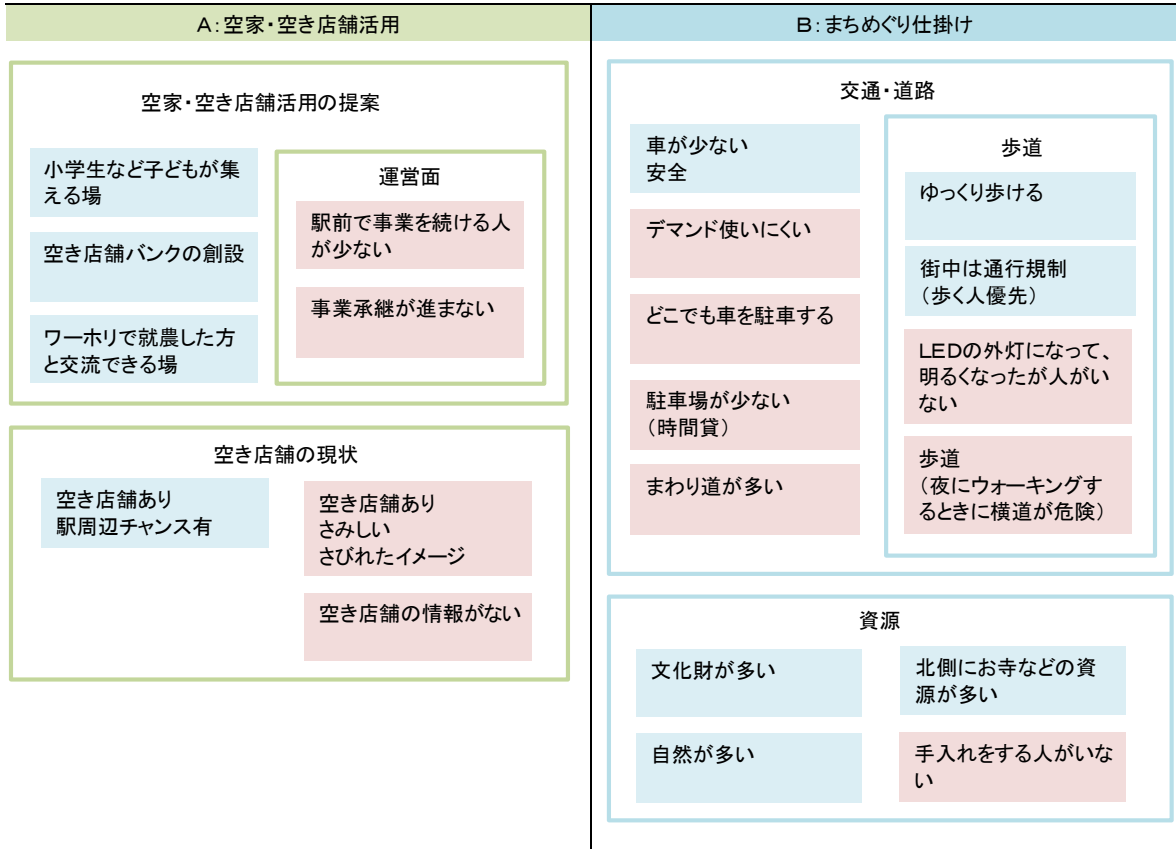 A:空家・空き店舗活用
空家・空き店舗活用の提案
小学生など子どもが集
える場
空き店舗バンクの創設
ワーホリで就農した方
と交流できる場
運営面
駅前で事業を続ける人
が少ない
事業承継が進まない
空き店舗の現状
空き店舗あり
駅周辺チャンス有
空き店舗あり
さみしい
さびれたイメージ
空き店舗の情報がない
B:まちめぐり仕掛け
交通・道路
車が少ない
安全
デマンド使いにくい
どこでも車を駐車する
駐車場が少ない
(時間貸)
まわり道が多い
歩道
ゆっくり歩ける
街中は通行規制
(歩く人優先)
LEDの外灯になって、
明るくなったが人がい
ない
歩道
(夜にウォーキングす
るときに横道が危険)
資源
文化財が多い
北側にお寺などの資
源が多い
自然が多い
手入れをする人がいな
い